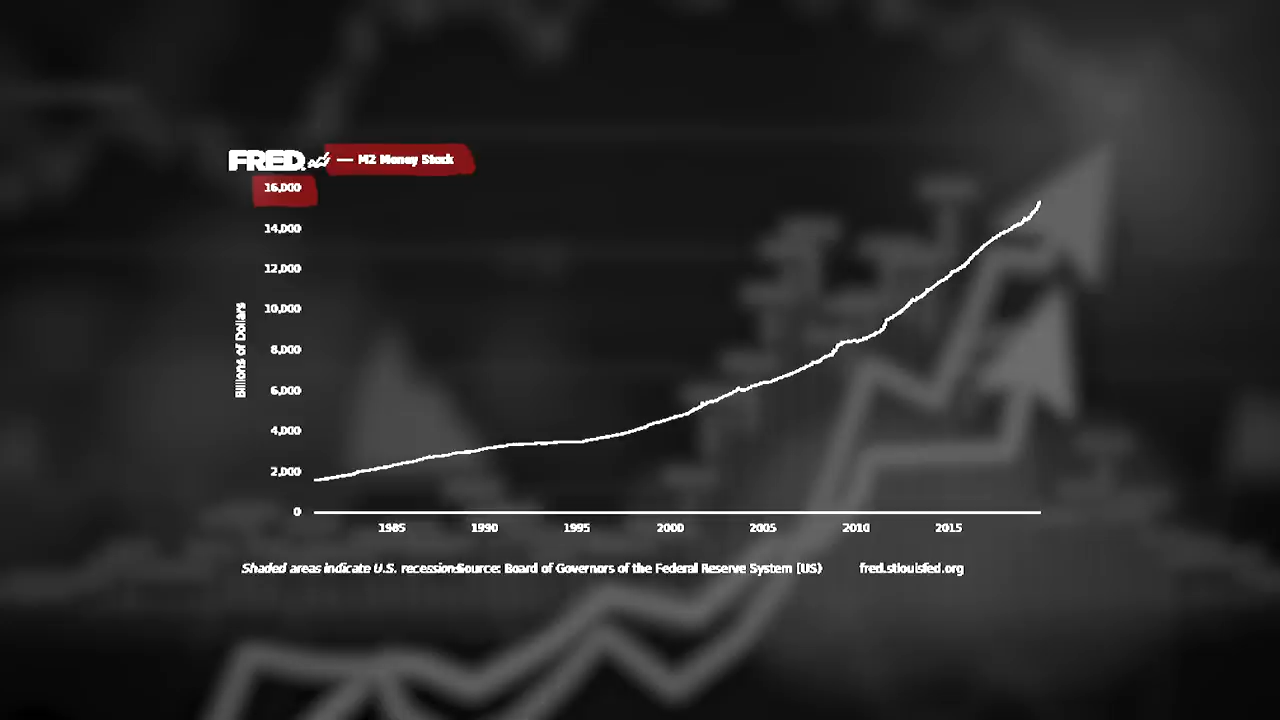 FRED — M2 Money Stock
16,000
14,000
12,000
10,000
8,000
6,000
4,000
2,000
0
Billions of Dollars
1985 1990 1995 2000 2005 2010 2015
Shaded areas indicate U.S. recessions Source: Board of Governors of the Federal Reserve System (US) fred.stlouisfed.org